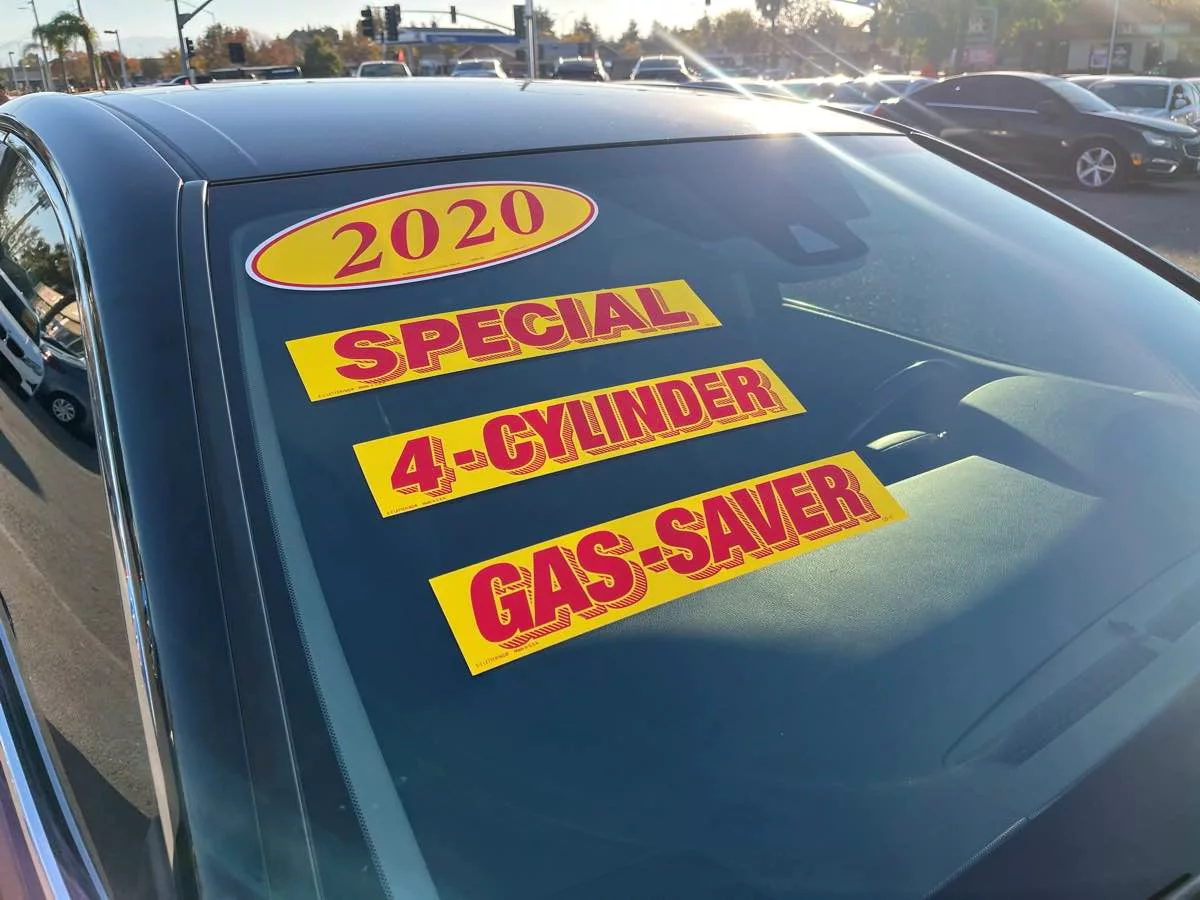 2020
SPECIAL
4-CYLINDER
GAS-SAVER